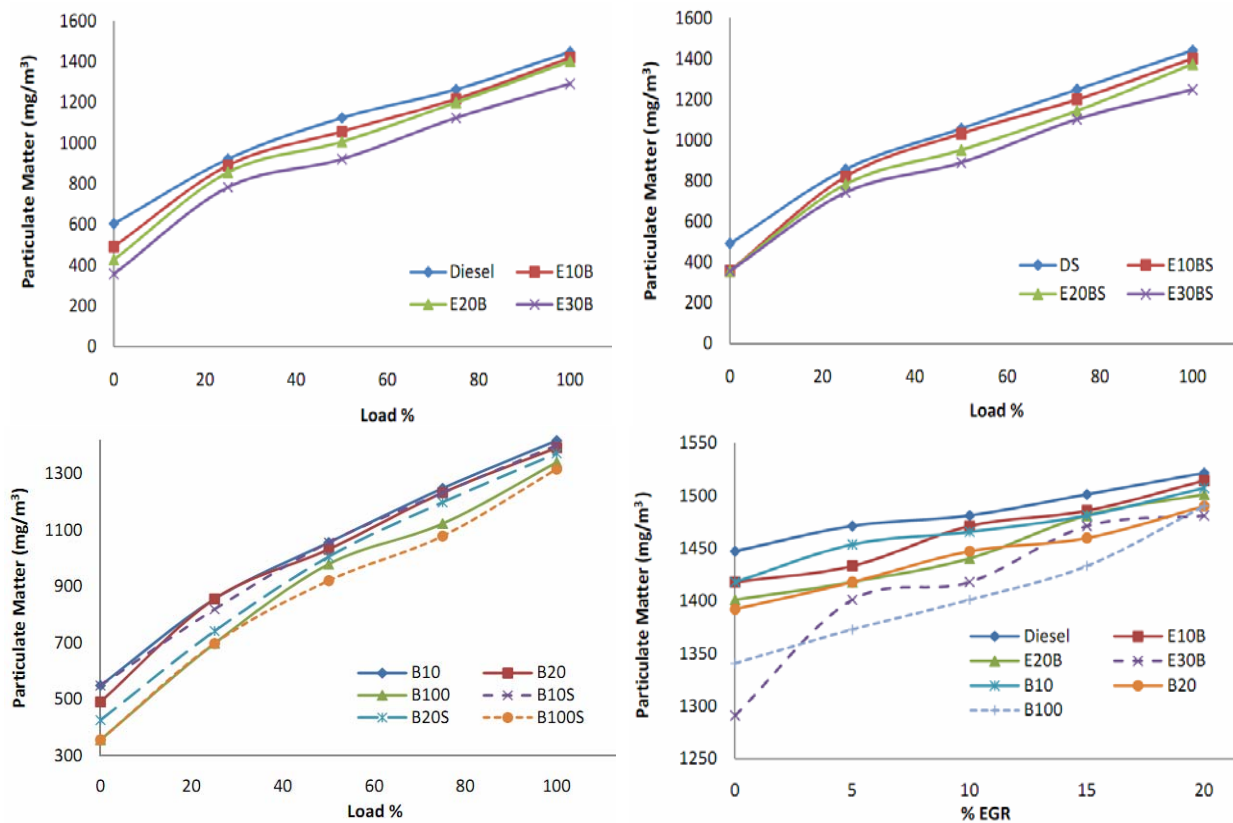 1600
1400
1200
1000
800
600
400
200
0
Particulate Matter (mg/m³)
Diesel E10B
E20B E30B
0 20 40 60 80 100
Load %
1600
1400
1200
1000
800
600
400
200
0
Particulate Matter (mg/m³)
DS E10BS
E20BS E30BS
0 20 40 60 80 100
Load %
1300
1100
900
700
500
300
Particulate Matter (mg/m³)
B10 B20
B100 B10S
B20S B100S
0 20 40 60 80 100
Load %
1550
1500
1450
1400
1350
1300
1250
Particulate Matter (mg/m³)
Diesel E10B
E20B E30B
B10 B20
B100
0 5 10 15 20
% EGR